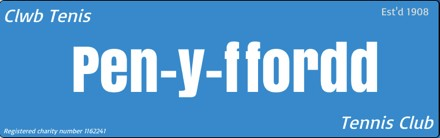 Clwb Tenis
Est'd 1908
Pen-y-ffordd
Tennis Club
Registered charity number 1162241